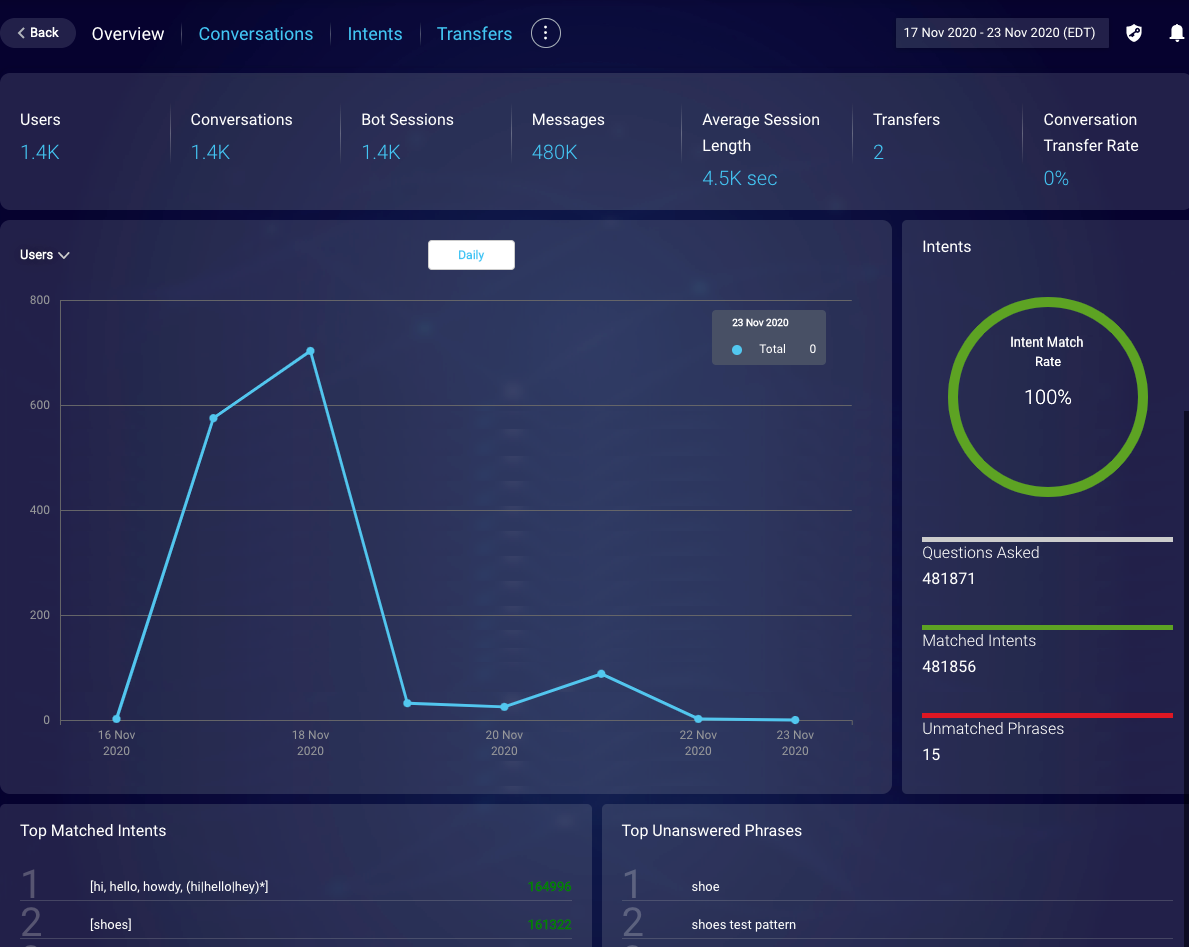 Back
Overview
Conversations
Intents
Transfers
17 Nov 2020 - 23 Nov 2020 (EDT)
Users
1.4K
Conversations
1.4K
Bot Sessions
1.4K
Messages
480K
Average Session
Length
4.5K sec
Transfers
2
Conversation
Transfer Rate
0%
Users
Daily
800
600
400
200
0
23 Nov 2020
Total 0
16 Nov
2020
18 Nov
2020
20 Nov
2020
22 Nov
2020
23 Nov
2020
Intents
Intent Match
Rate
100%
Questions Asked
481871
Matched Intents
481856
Unmatched Phrases
15
Top Matched Intents
1 [hi, hello, howdy, (hi|hello|hey)*] 164996
2 [shoes] 161322
Top Unanswered Phrases
1 shoe
2 shoes test pattern